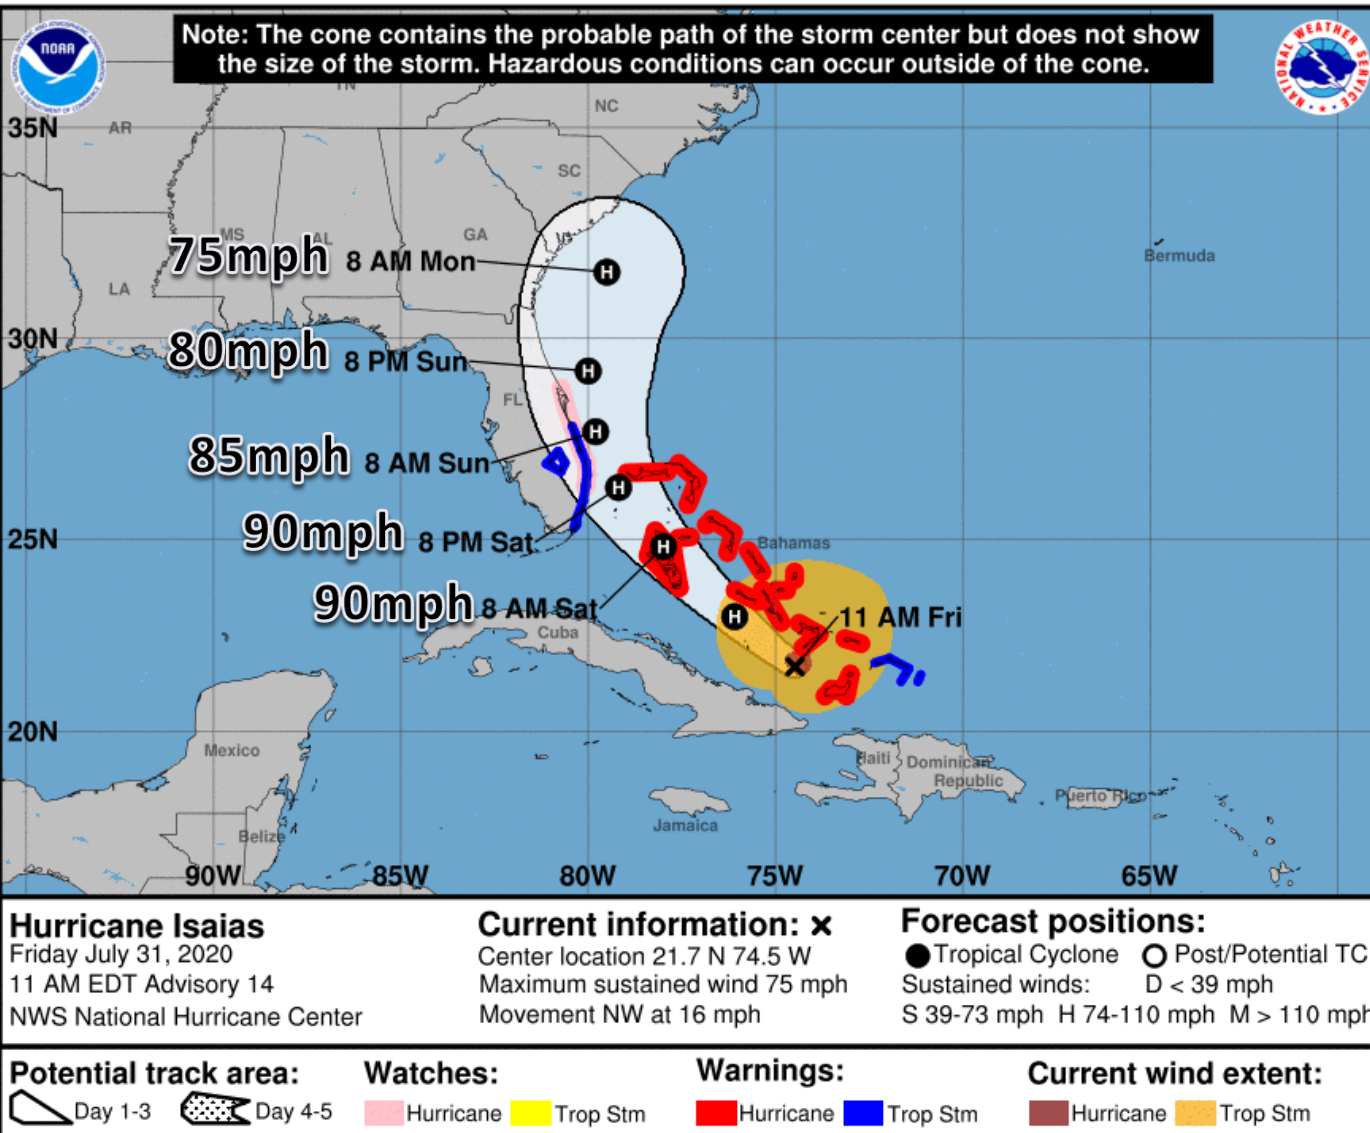 Note: The cone contains the probable path of the storm center but does not show
the size of the storm. Hazardous conditions can occur outside of the cone.
NOAA
NATIONAL WEATHER SERVICE
TN
NC
35N
AR
SC
MS
AL
GA
75mph 8 AM Mon
Bermuda
LA
30N
80mph 8 PM Sun
FL
85mph 8 AM Sun
90mph 8 PM Sat
25N
Bahamas
90mph 8 AM Sat
11 AM Fri
Cuba
H
H
H
H
H
H
20N
Mexico
Haiti
Dominican
Republic
Puerto Rico
Jamaica
Belize
90W 85W 80W 75W 70W 65W
Hurricane Isaias
Friday July 31, 2020
11 AM EDT Advisory 14
NWS National Hurricane Center
Current information: x
Center location 21.7 N 74.5 W
Maximum sustained wind 75 mph
Movement NW at 16 mph
Forecast positions:
Tropical Cyclone Post/Potential TC
Sustained winds: D < 39 mph
S 39-73 mph H 74-110 mph M > 110 mph
Potential track area:
Day 1-3 Day 4-5
Watches:
Hurricane Trop Stm
Warnings:
Hurricane Trop Stm
Current wind extent:
Hurricane Trop Stm